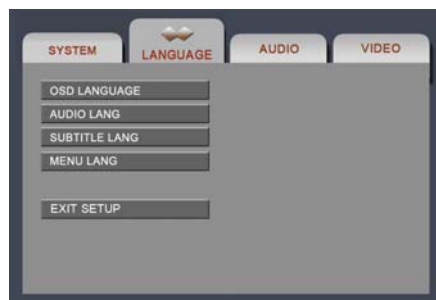 SYSTEM LANGUAGE AUDIO VIDEO
OSD LANGUAGE
AUDIO LANG
SUBTITLE LANG
MENU LANG
EXIT SETUP